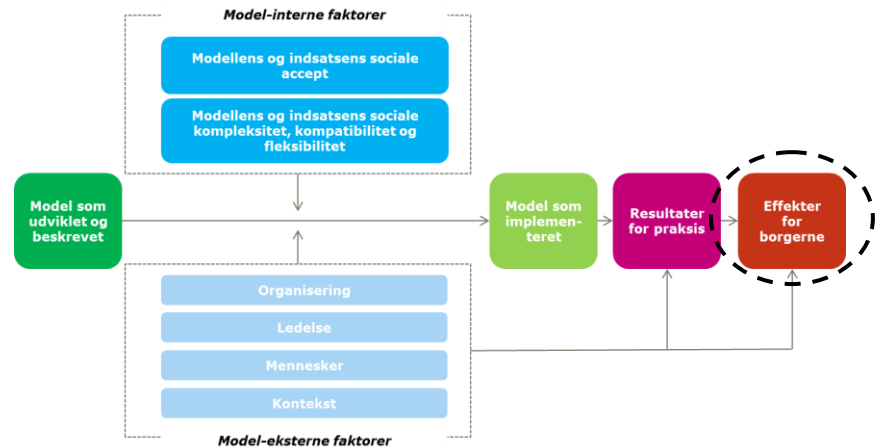 Model-interne faktorer
Modellens og indsatsens sociale
accept
Modellens og indsatsens sociale
kompleksitet, kompatibilitet og
fleksibilitet
Model som
udviklet og
beskrevet
Model som
implemen-
teret
Resultater
for praksis
Effekter
for
borgerne
Organisering
Ledelse
Mennesker
Kontekst
Model-eksterne faktorer